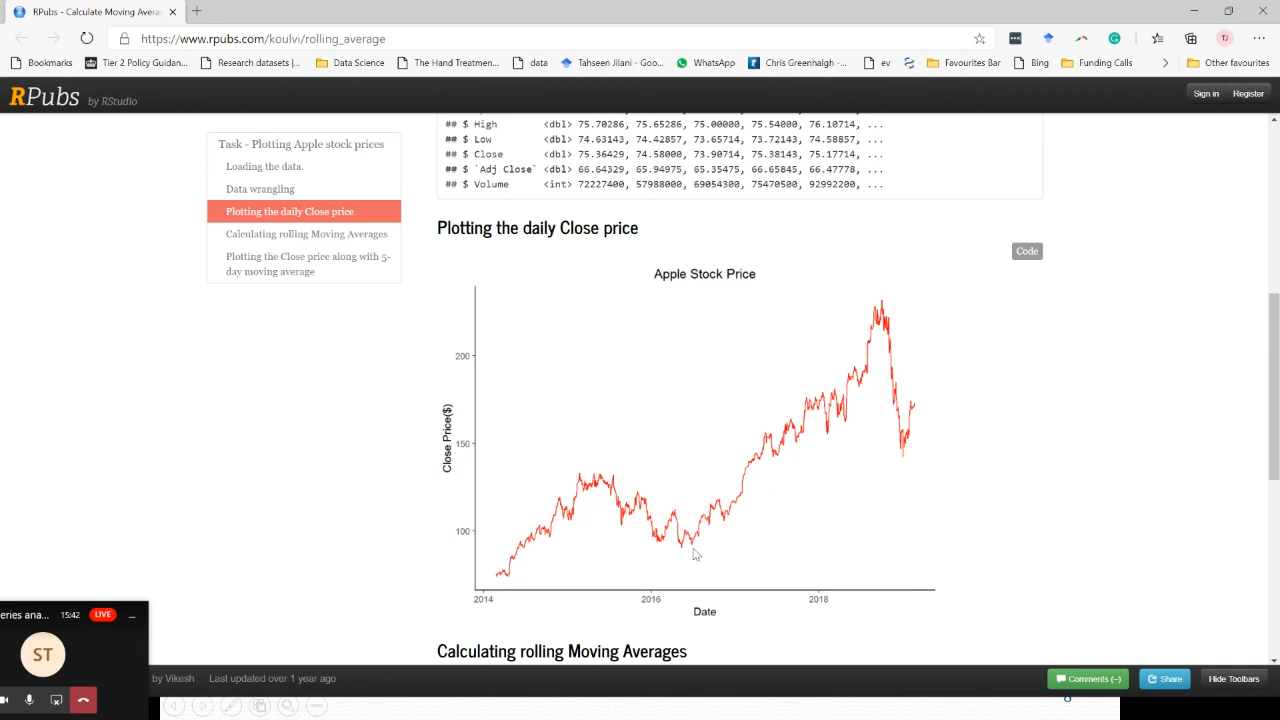 RPubs - Calculate Moving Avera
https://www.rpubs.com/koulvi/rolling_average
TJ
Bookmarks
Tier 2 Policy Guidan...
Research datasets |...
Data Science
The Hand Treatmen...
data
Tahseen Jilani - Goo...
WhatsApp
Chris Greenhalgh -...
ev
Favourites Bar
Bing
Funding Calls
Other favourites
RPubs by RStudio
Sign in
Register
Task - Plotting Apple stock prices
Loading the data.
Data wrangling
Plotting the daily Close price
Calculating rolling Moving Averages
Plotting the Close price along with 5-
day moving average
## $ High <dbl> 75.70286, 75.65286, 75.00000, 75.54000, 76.10714, ...
## $ Low <dbl> 74.63143, 74.42857, 73.65714, 73.72143, 74.58857, ...
## $ Close <dbl> 75.36429, 74.58000, 73.90714, 75.38143, 75.17714, ...
## $ `Adj Close` <dbl> 66.64329, 65.94975, 65.35475, 66.65845, 66.47778, ...
## $ Volume <int> 72227400, 57988000, 69054300, 75470500, 92992200, ...
Plotting the daily Close price
Code
Apple Stock Price
Close Price($)
200
150
100
2014
2016
2018
Date
Calculating rolling Moving Averages
eries ana...
15:42
LIVE
ST
by Vikesh
Last updated over 1 year ago
Comments (–)
Share
Hide Toolbars